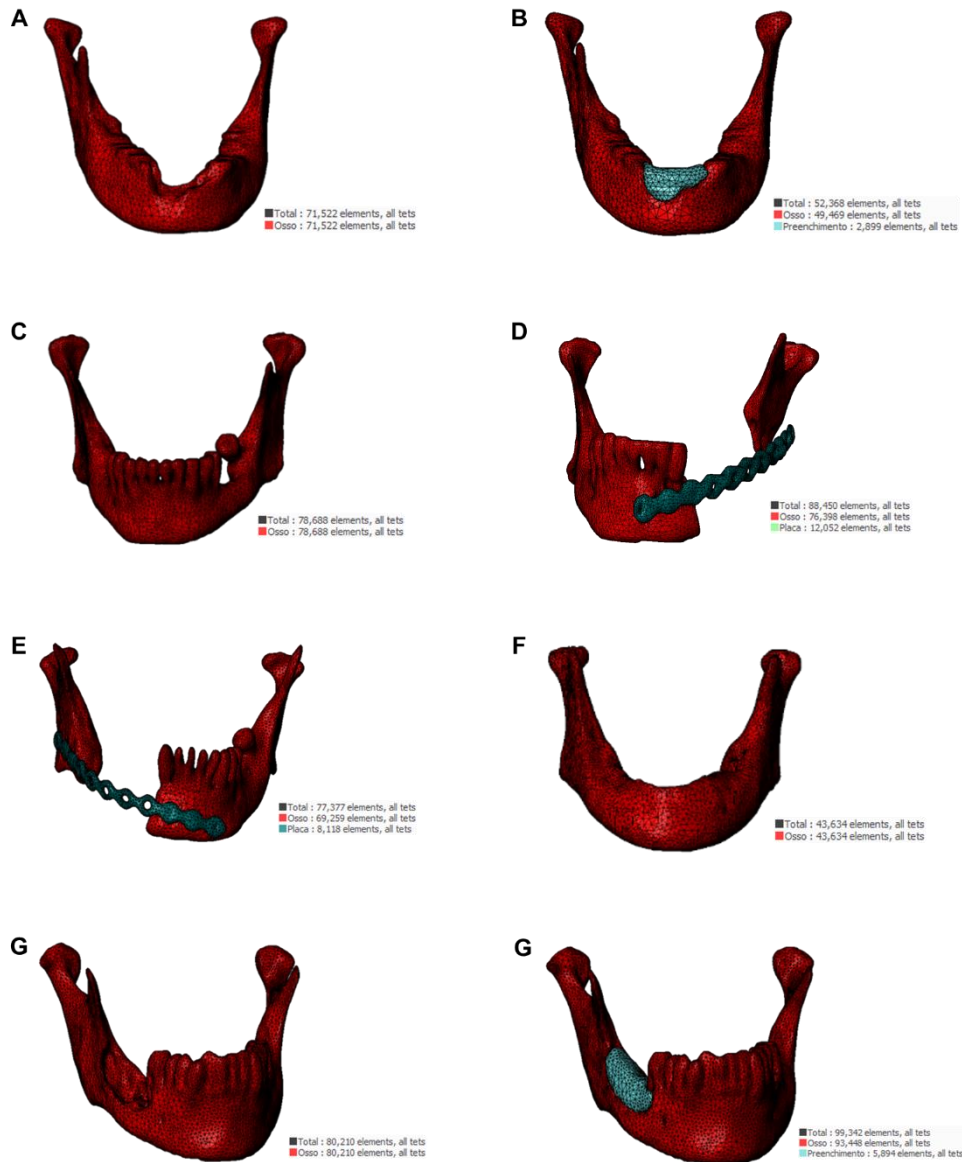 A
Total : 71,522 elements, all tets
Osso : 71,522 elements, all tets
B
Total : 52,368 elements, all tets
Osso : 49,469 elements, all tets
Preenchimento : 2,899 elements, all tets
C
Total : 78,688 elements, all tets
Osso : 78,688 elements, all tets
D
Total : 88,450 elements, all tets
Osso : 76,398 elements, all tets
Placa : 12,052 elements, all tets
E
Total : 77,377 elements, all tets
Osso : 69,259 elements, all tets
Placa : 8,118 elements, all tets
F
Total : 43,634 elements, all tets
Osso : 43,634 elements, all tets
G
Total : 80,210 elements, all tets
Osso : 80,210 elements, all tets
G
Total : 99,342 elements, all tets
Osso : 93,448 elements, all tets
Preenchimento : 5,894 elements, all tets